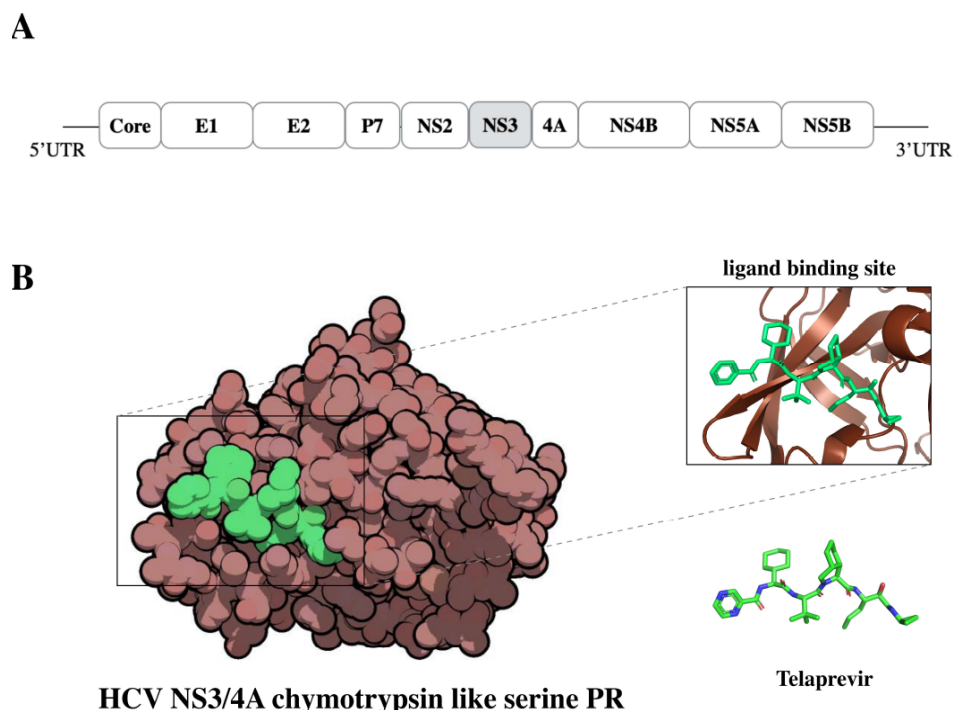 A
Core E1 E2 P7 NS2 NS3 4A NS4B NS5A NS5B
5’UTR 3’UTR
B
ligand binding site
Telaprevir
HCV NS3/4A chymotrypsin like serine PR